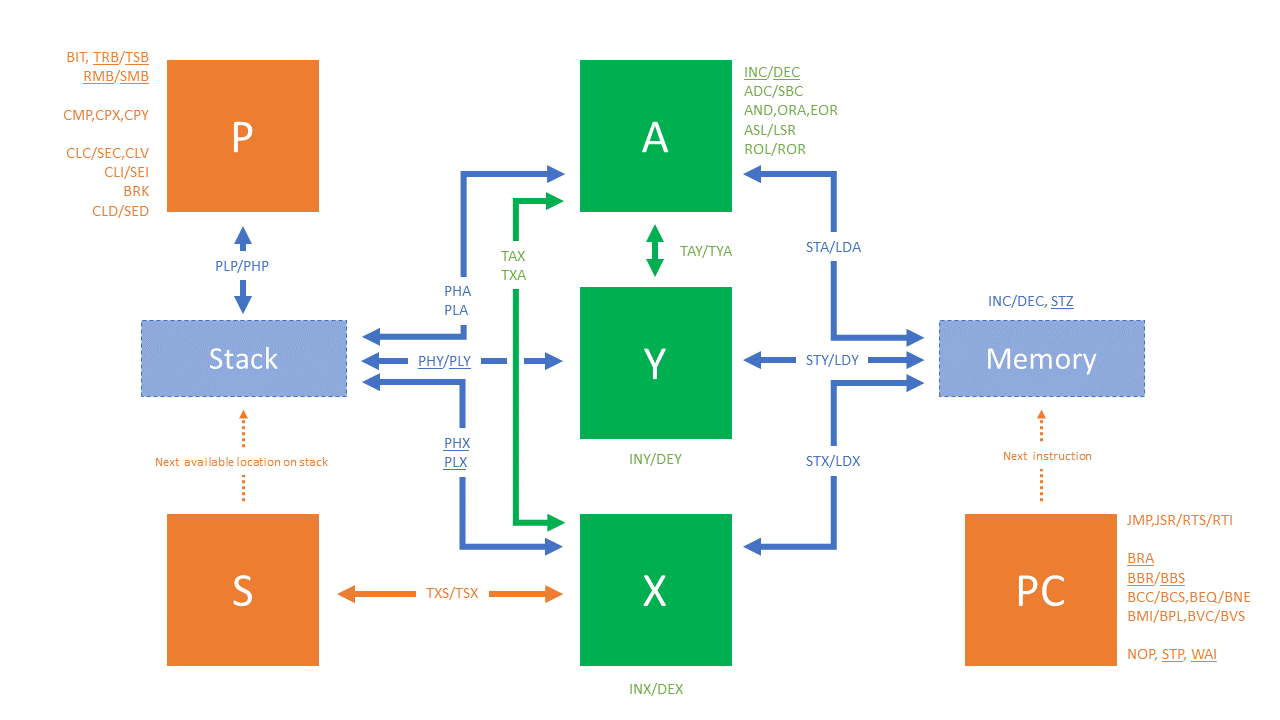 BIT, TRB/TSB
RMB/SMB
CMP,CPX,CPY
CLC/SEC,CLV
CLI/SEI
BRK
CLD/SED
P
A
INC/DEC
ADC/SBC
AND,ORA,EOR
ASL/LSR
ROL/ROR
PLP/PHP
TAX
TXA
TAY/TYA
STA/LDA
PHA
PLA
INC/DEC, STZ
Stack
PHY/PLY
Y
STY/LDY
Memory
PHX
PLX
INY/DEY
STX/LDX
Next available location on stack
Next instruction
S
TXS/TSX
X
PC
JMP,JSR/RTS/RTI
BRA
BBR/BBS
BCC/BCS,BEQ/BNE
BMI/BPL,BVC/BVS
NOP, STP, WAI
INX/DEX